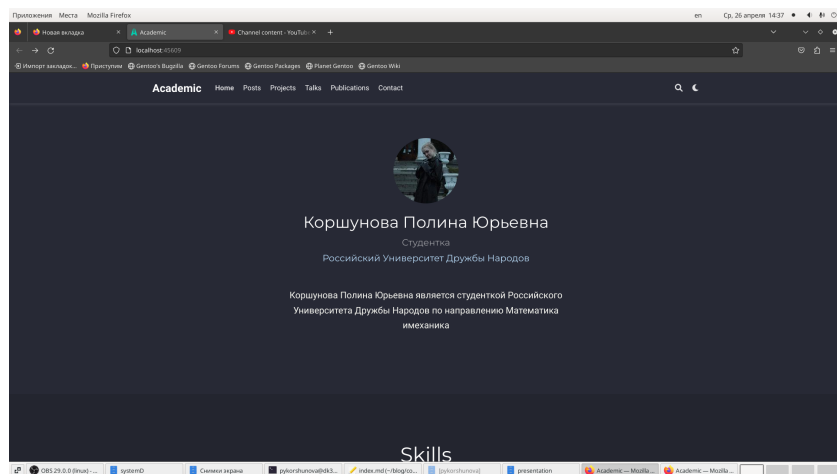 Приложения Места Mozilla Firefox en Ср, 26 апреля 14:37
Новая вкладка × Academic × Channel content - YouTube × +
localhost:45609
Импорт закладок... Приступим Gentoo's Bugzilla Gentoo Forums Gentoo Packages Planet Gentoo Gentoo Wiki
Academic Home Posts Projects Talks Publications Contact
Коршунова Полина Юрьевна
Студентка
Российский Университет Дружбы Народов
Коршунова Полина Юрьевна является студенткой Российского
Университета Дружбы Народов по направлению Математика
имеханика
Skills
OBS 29.0.0 (linux) -... systemD Снимки экрана pykorshunova@dk3... index.md (~/blog/co... [pykorshunova] presentation Academic — Mozilla... Academic — Mozilla ...